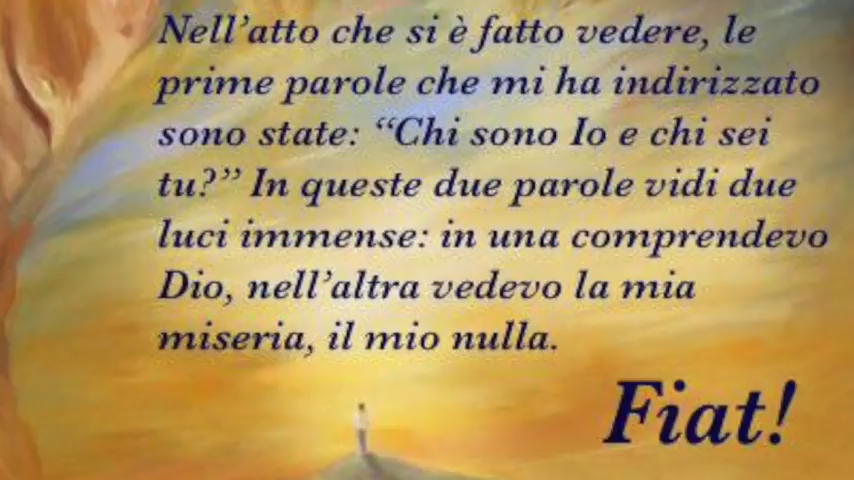 Nell’atto che si è fatto vedere, le
prime parole che mi ha indirizzato
sono state: “Chi sono Io e chi sei
tu?” In queste due parole vidi due
luci immense: in una comprendevo
Dio, nell’altra vedevo la mia
miseria, il mio nulla.
Fiat!